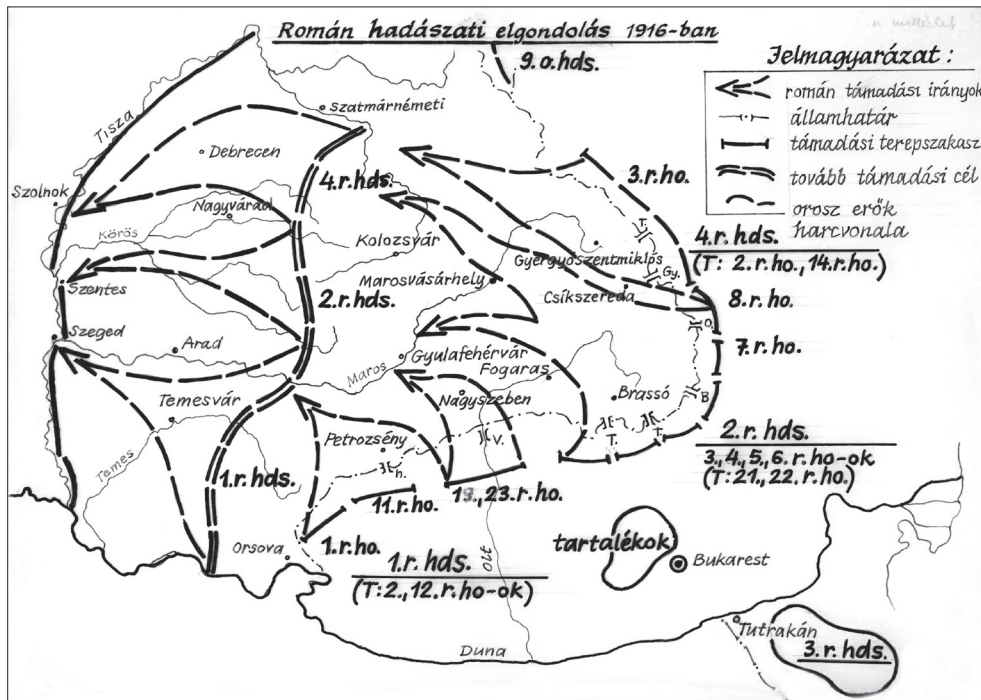 Román hadászati elgondolás 1916-ban
9.o.hds.
Jelmagyarázat :
román támadási irányok
államhatár
támadási terepszakasz
tovább támadási cél
orosz erők
harcvonala
Tisza
Szatmárnémeti
Debrecen
Szolnok
4.r.hds.
3.r.ho.
Nagyvárad
Körös
Kolozsvár
T.
Gyergyószentmiklós
Gy.
4.r.hds.
(T: 2.r.ho., 14.r.ho.)
Marosvásárhely
Csíkszereda
8.r.ho.
Szentes
2.r.hds.
O.
Szeged
Arad
7.r.ho.
Maros
Gyulafehérvár
Fogaras
Temesvár
Nagyszeben
Brassó
B
Petrozsény
V.
T.
T.
2.r.hds.
3., 4., 5., 6. r.ho-ok
(T: 21., 22. r.ho.)
Temes
h.
1.r.hds.
11.r.ho.
13., 23.r.ho.
1.r.ho.
Orsova
Olt
tartalékok
Bukarest
1.r.hds.
(T: 2., 12. r.ho-ok)
Tutrakán
Duna
3.r.hds.